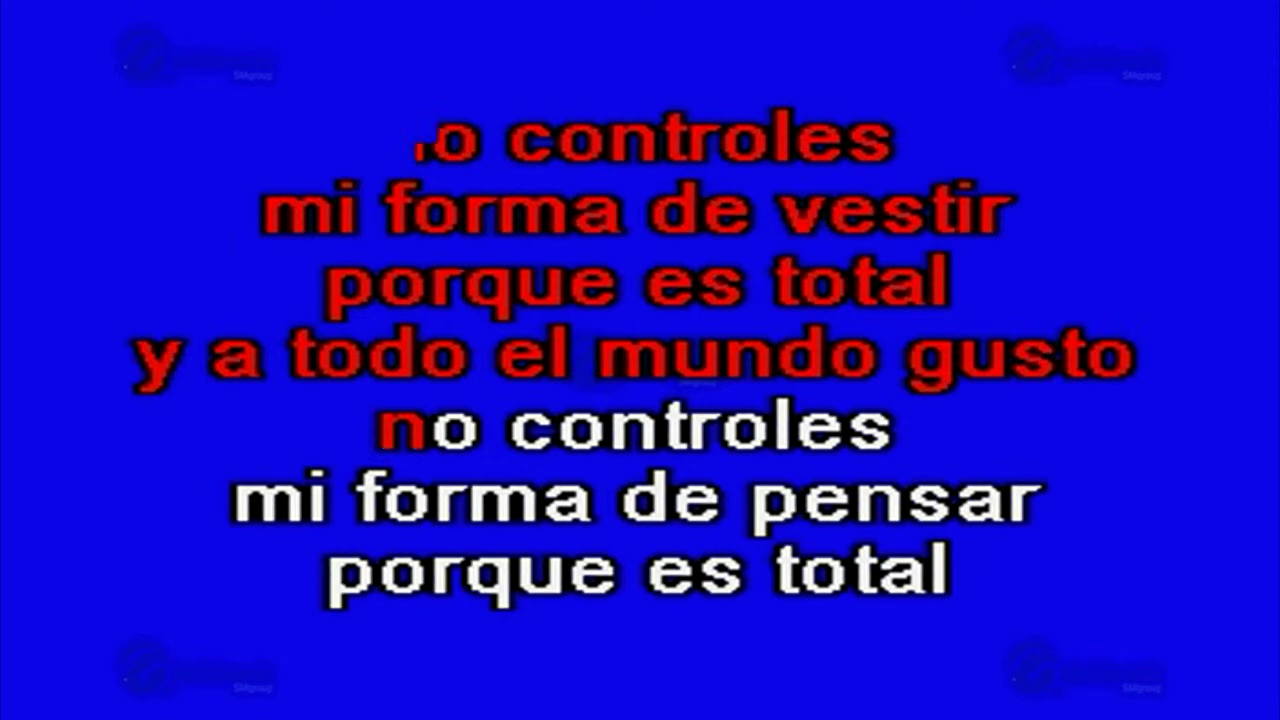 o controles
mi forma de vestir
porque es total
y a todo el mundo gusto
no controles
mi forma de pensar
porque es total